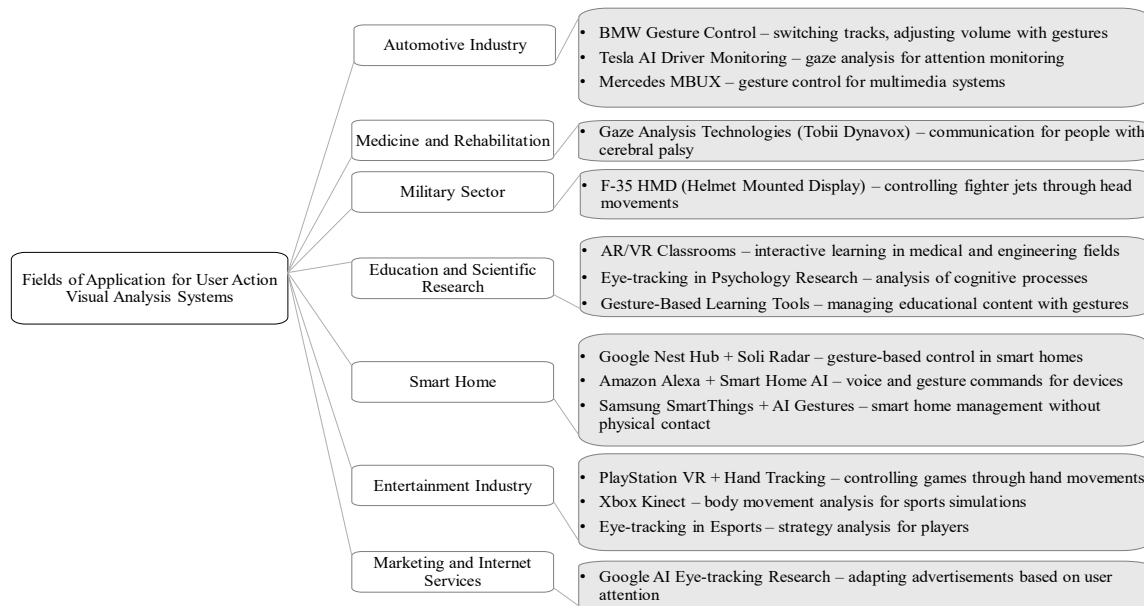 Automotive Industry
• BMW Gesture Control – switching tracks, adjusting volume with gestures
• Tesla AI Driver Monitoring – gaze analysis for attention monitoring
• Mercedes MBUX – gesture control for multimedia systems
Medicine and Rehabilitation
• Gaze Analysis Technologies (Tobii Dynavox) – communication for people with
cerebral palsy
Military Sector
• F-35 HMD (Helmet Mounted Display) – controlling fighter jets through head
movements
Fields of Application for User Action
Visual Analysis Systems
Education and Scientific
Research
• AR/VR Classrooms – interactive learning in medical and engineering fields
• Eye-tracking in Psychology Research – analysis of cognitive processes
• Gesture-Based Learning Tools – managing educational content with gestures
Smart Home
• Google Nest Hub + Soli Radar – gesture-based control in smart homes
• Amazon Alexa + Smart Home AI – voice and gesture commands for devices
• Samsung SmartThings + AI Gestures – smart home management without
physical contact
Entertainment Industry
• PlayStation VR + Hand Tracking – controlling games through hand movements
• Xbox Kinect – body movement analysis for sports simulations
• Eye-tracking in Esports – strategy analysis for players
Marketing and Internet
Services
• Google AI Eye-tracking Research – adapting advertisements based on user
attention